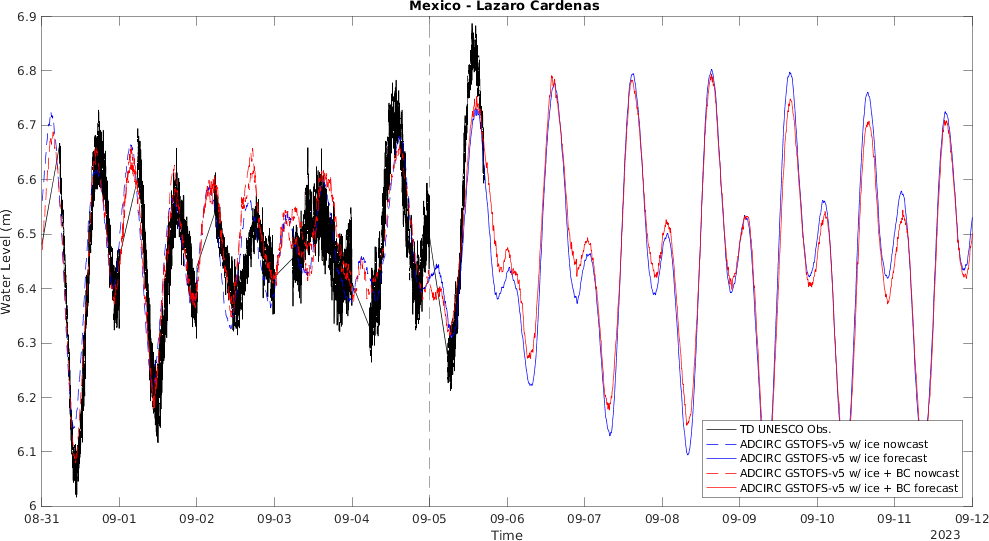 Mexico - Lazaro Cardenas
6.9
6.8
6.7
6.6
6.5
6.4
6.3
6.2
6.1
6
Water Level (m)
TD UNESCO Obs.
ADCIRC GSTOFS-v5 w/ ice nowcast
ADCIRC GSTOFS-v5 w/ ice forecast
ADCIRC GSTOFS-v5 w/ ice + BC nowcast
ADCIRC GSTOFS-v5 w/ ice + BC forecast
08-31 09-01 09-02 09-03 09-04 09-05 09-06 09-07 09-08 09-09 09-10 09-11 09-12
Time
2023